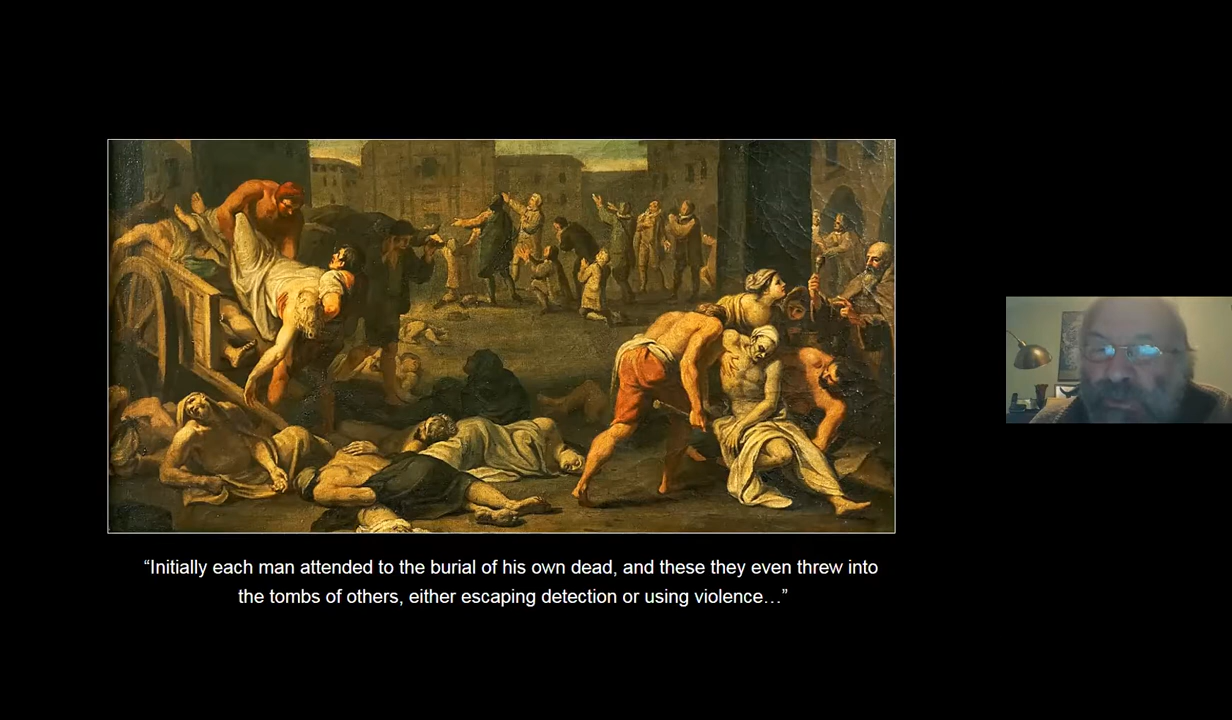 “Initially each man attended to the burial of his own dead, and these they even threw into
the tombs of others, either escaping detection or using violence…”